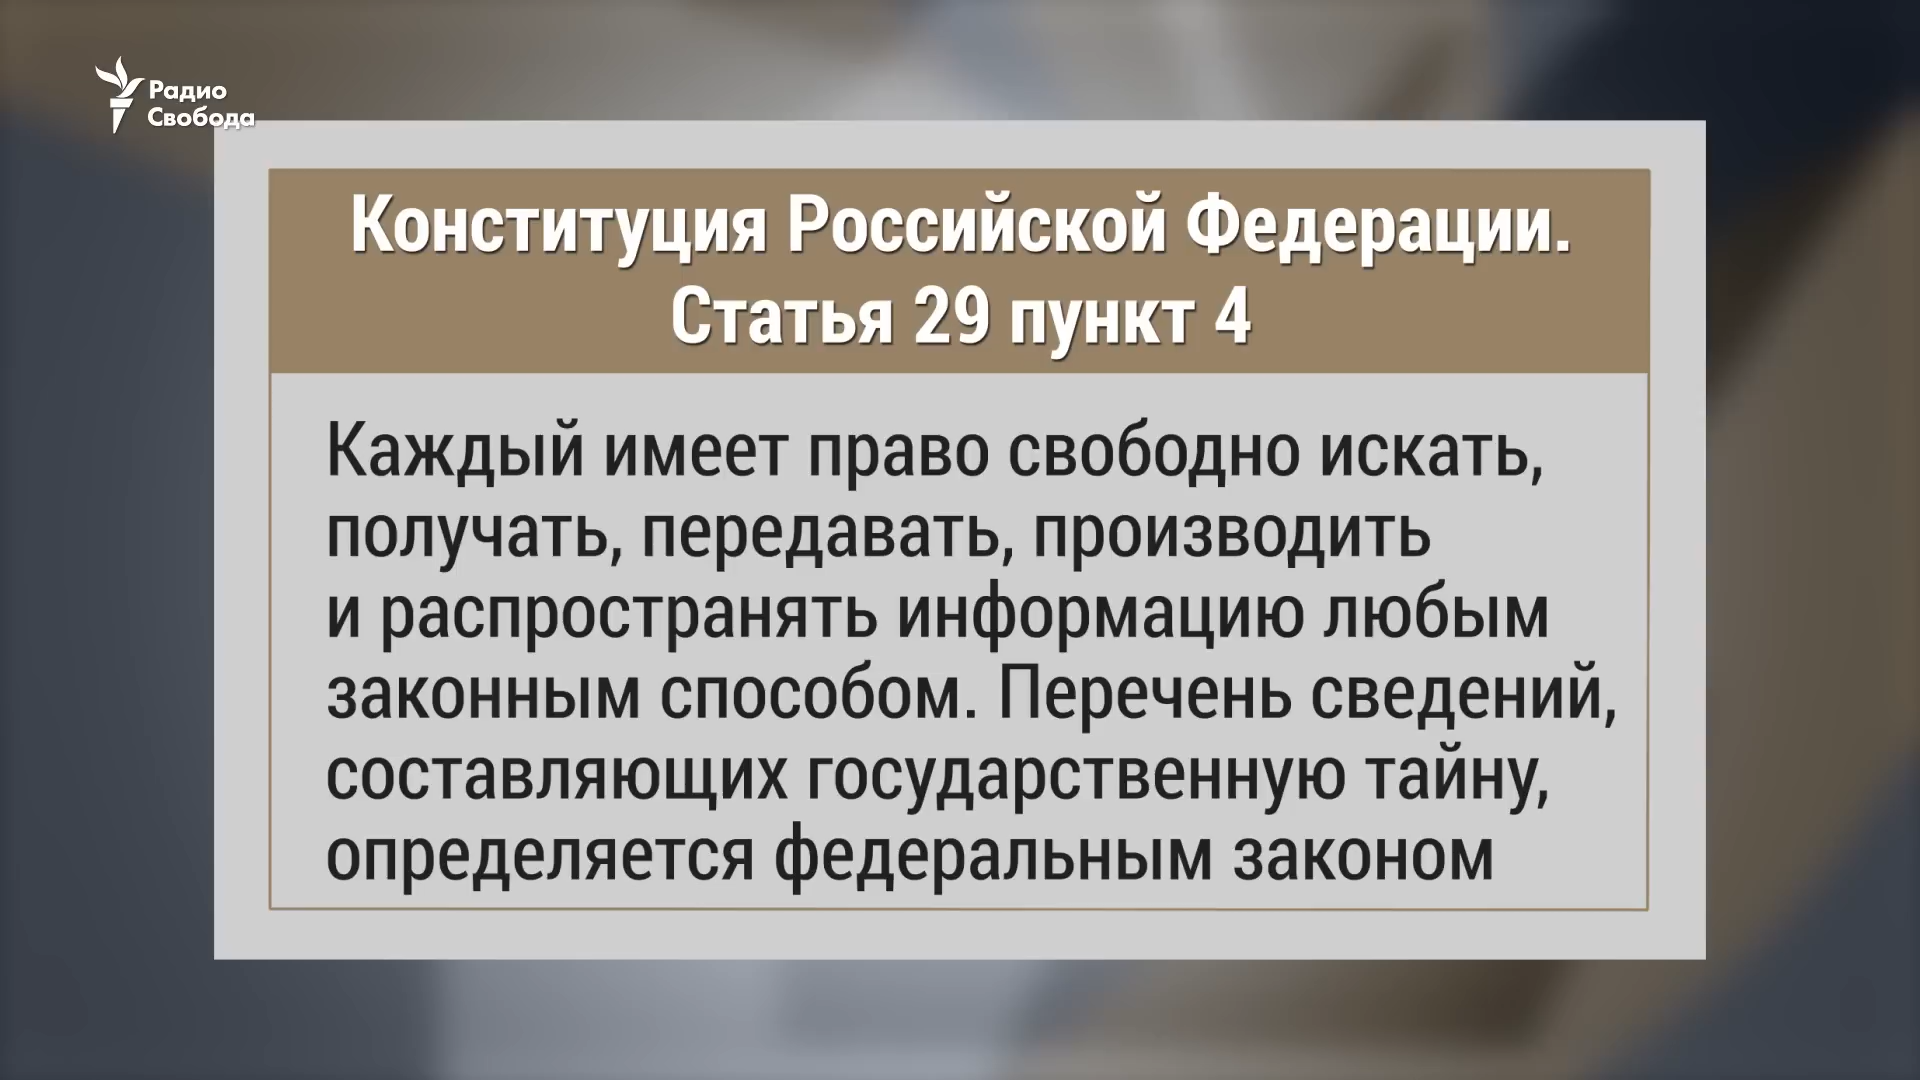 Радио
Свобода
Конституция Российской Федерации.
Статья 29 пункт 4
Каждый имеет право свободно искать,
получать, передавать, производить
и распространять информацию любым
законным способом. Перечень сведений,
составляющих государственную тайну,
определяется федеральным законом